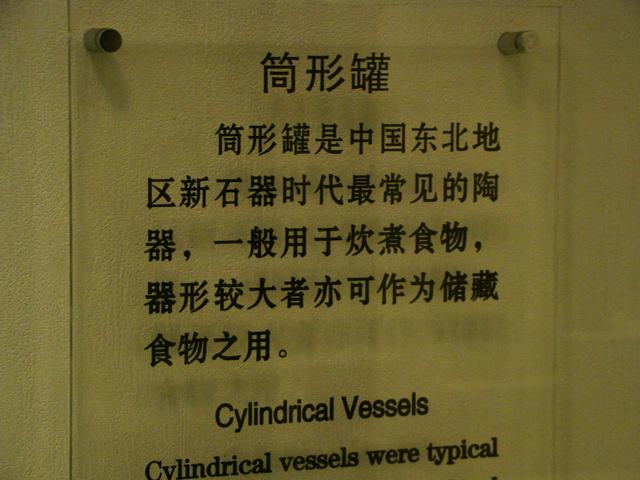 筒形罐
筒形罐是中国东北地
区新石器时代最常见的陶
器，一般用于炊煮食物，
器形较大者亦可作为储藏
食物之用。
Cylindrical Vessels
Cylindrical vessels were typical